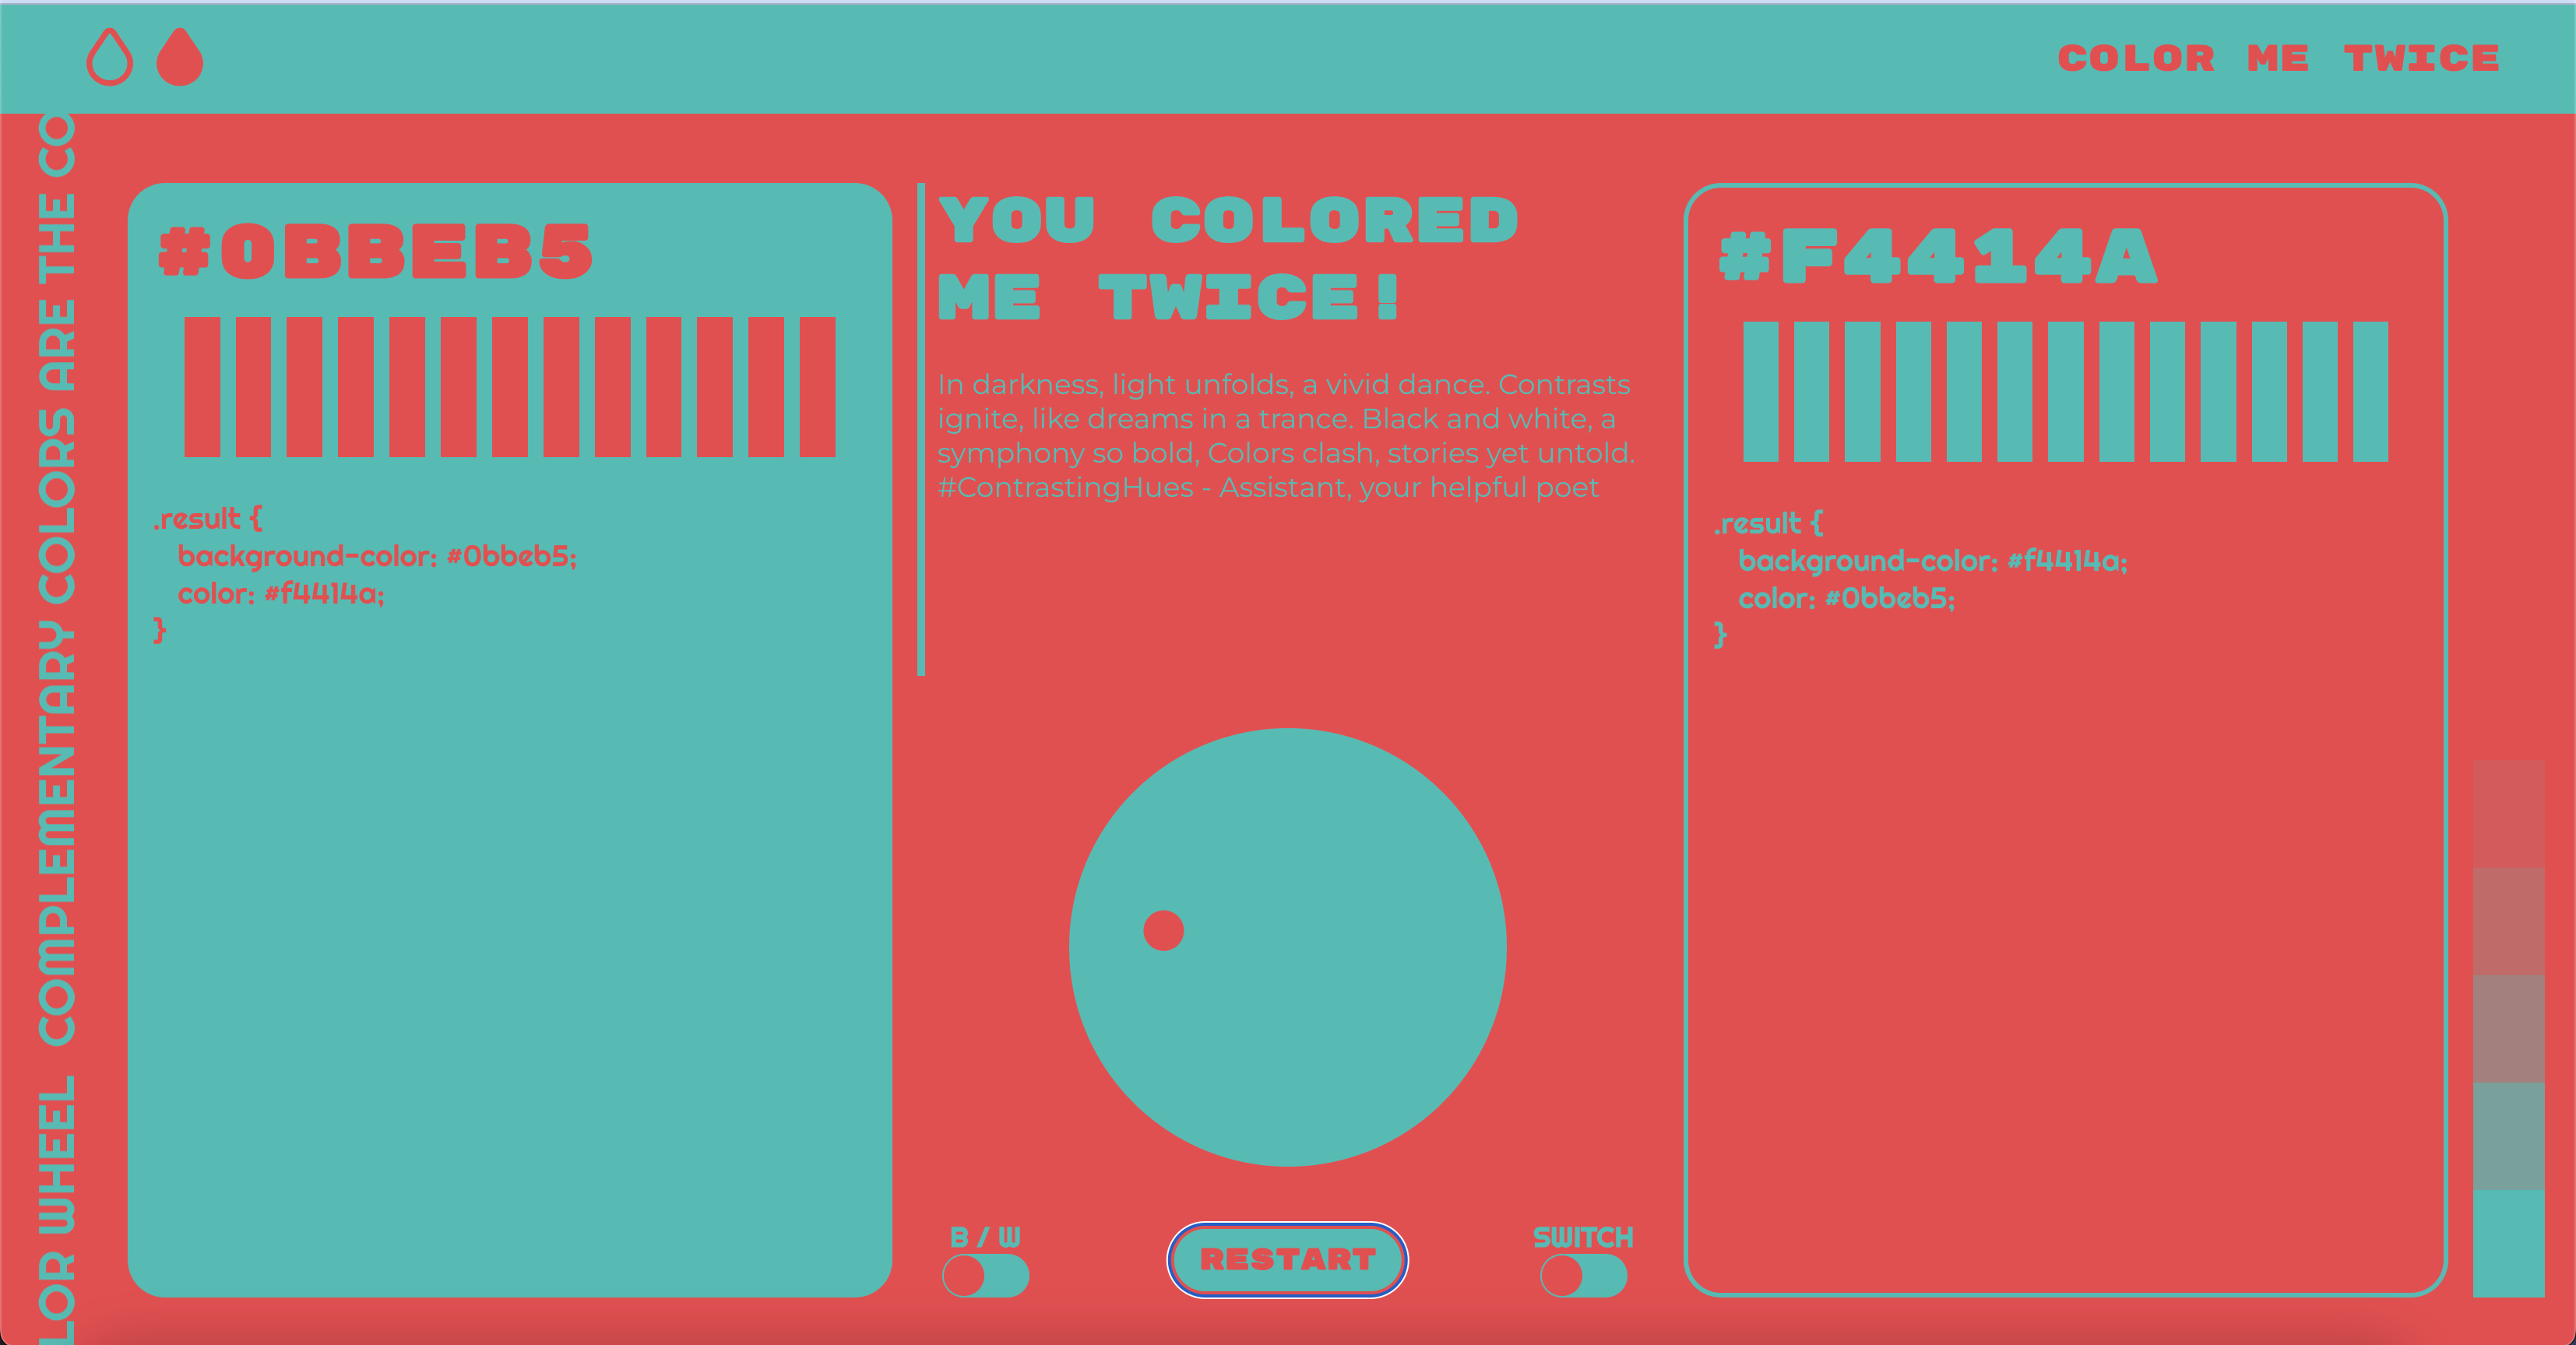 COLOR ME TWICE
LOR WHEEL COMPLEMENTARY COLORS ARE THE CO
#0BBEB5
.result {
background-color: #0bbeb5;
color: #f4414a;
}
YOU COLORED
ME TWICE!
In darkness, light unfolds, a vivid dance. Contrasts
ignite, like dreams in a trance. Black and white, a
symphony so bold, Colors clash, stories yet untold.
#ContrastingHues - Assistant, your helpful poet
B / W
RESTART
SWITCH
#F4414A
.result {
background-color: #f4414a;
color: #0bbeb5;
}